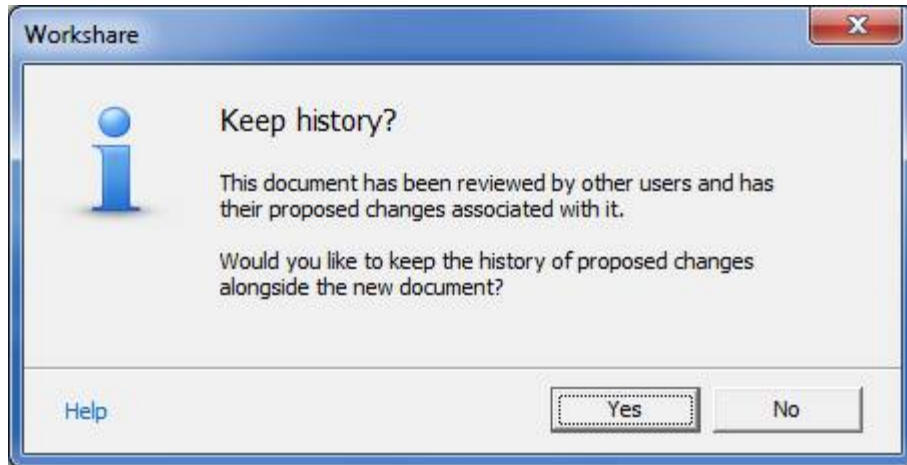 Workshare
Keep history?
This document has been reviewed by other users and has
their proposed changes associated with it.
Would you like to keep the history of proposed changes
alongside the new document?
Help
Yes
No